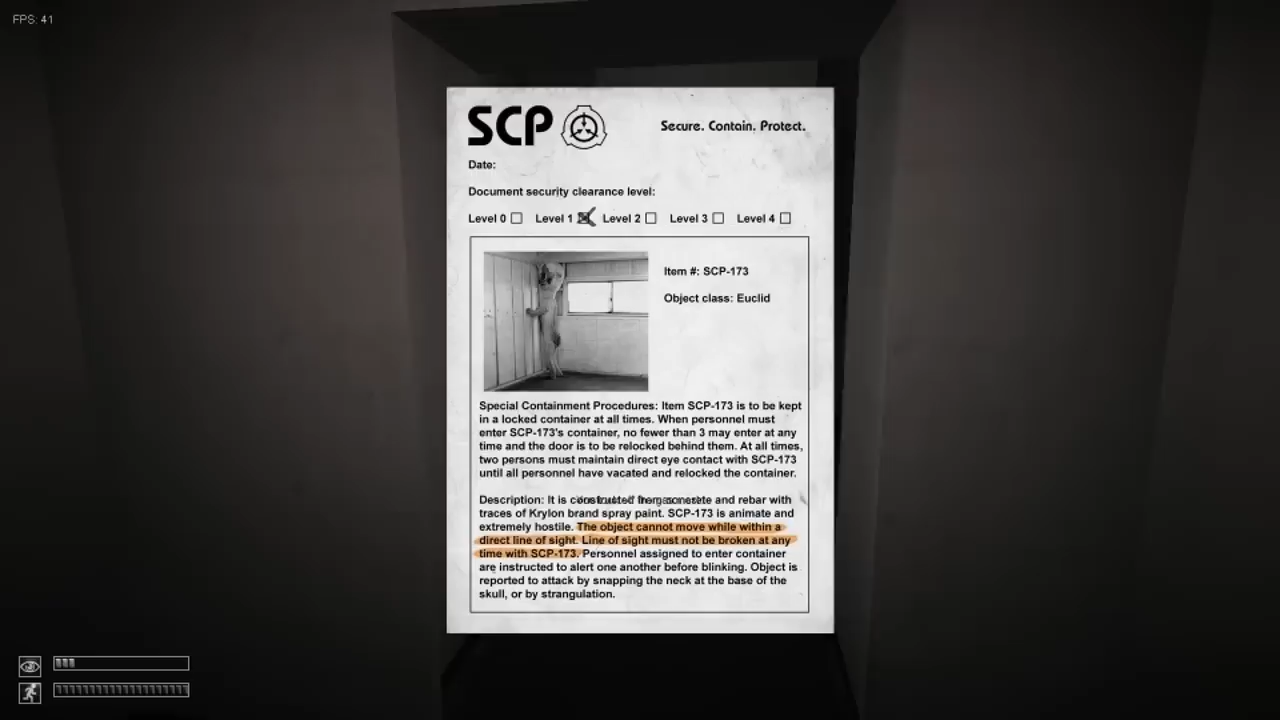 FPS: 41
SCP Secure. Contain. Protect.
Date:
Document security clearance level:
Level 0 Level 1 Level 2 Level 3 Level 4
Item #: SCP-173
Object class: Euclid
Special Containment Procedures: Item SCP-173 is to be kept
in a locked container at all times. When personnel must
enter SCP-173's container, no fewer than 3 may enter at any
time and the door is to be relocked behind them. At all times,
two persons must maintain direct eye contact with SCP-173
until all personnel have vacated and relocked the container.
Description: It is constructed from concrete and rebar with
traces of Krylon brand spray paint. SCP-173 is animate and
extremely hostile. The object cannot move while within a
direct line of sight. Line of sight must not be broken at any
time with SCP-173. Personnel assigned to enter container
are instructed to alert one another before blinking. Object is
reported to attack by snapping the neck at the base of the
skull, or by strangulation.